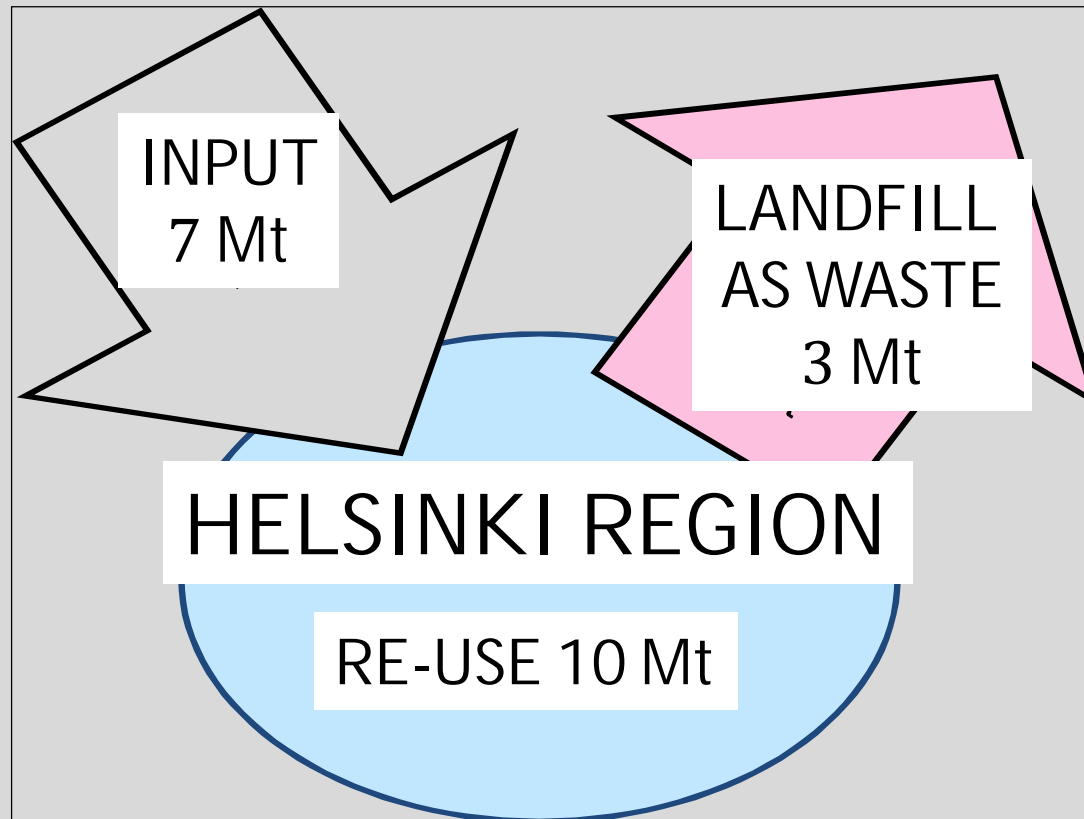 INPUT
7 Mt
LANDFILL
AS WASTE
3 Mt
HELSINKI REGION
RE-USE 10 Mt